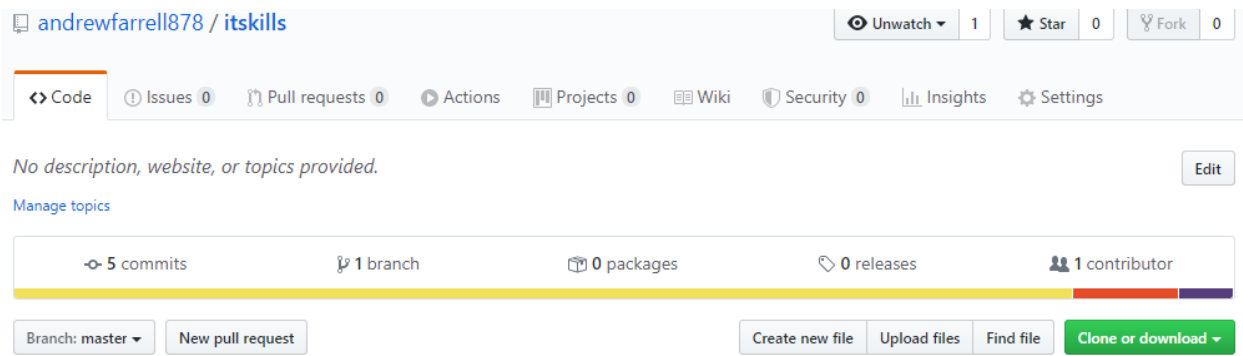 andrewfarrell878 / itskills Unwatch 1 Star 0 Fork 0
Code Issues 0 Pull requests 0 Actions Projects 0 Wiki Security 0 Insights Settings
No description, website, or topics provided. Edit
Manage topics
5 commits 1 branch 0 packages 0 releases 1 contributor
Branch: master New pull request Create new file Upload files Find file Clone or download